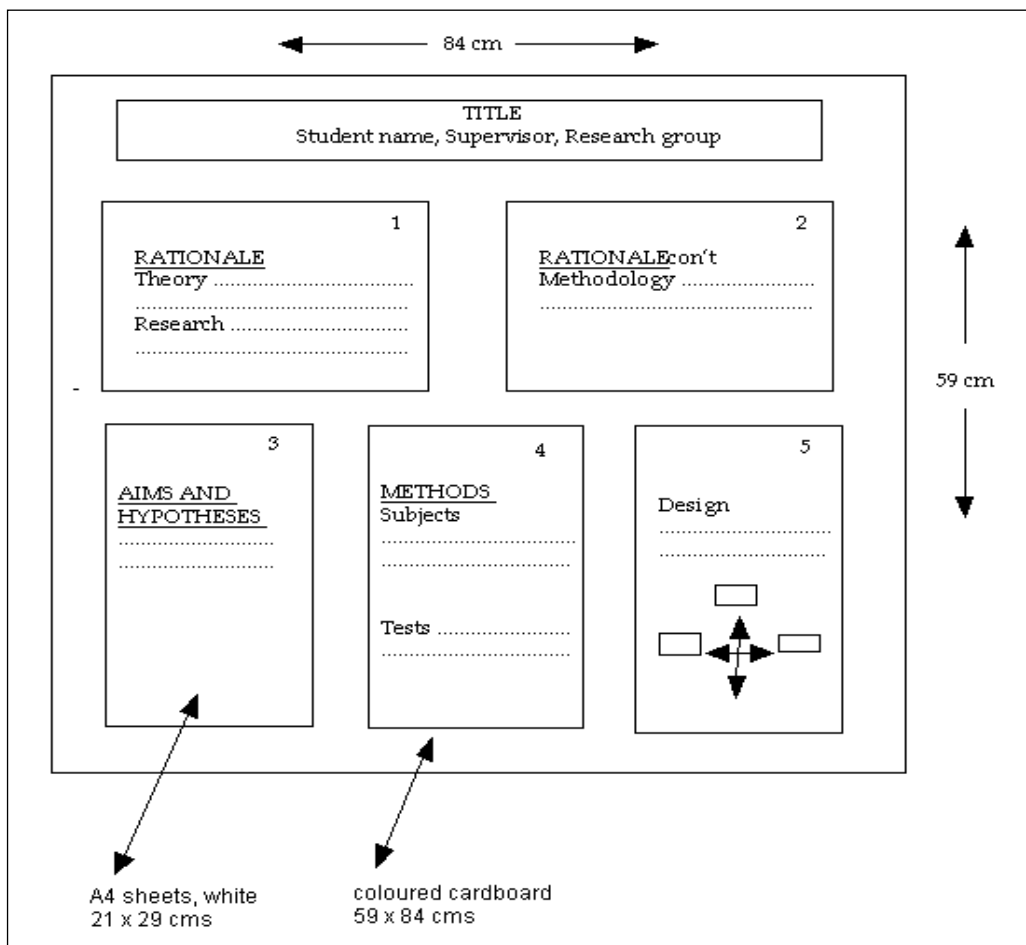 84 cm
TITLE
Student name, Supervisor, Research group
1
RATIONALE
Theory ..............................................
...............................................................
Research .........................................
...............................................................
2
RATIONALEcon't
Methodology ...............................
...............................................................
59 cm
3
AIMS AND
HYPOTHESES
...................................
...................................
4
METHODS
Subjects
.............................................
............................................
Tests ...............................
............................................
5
Design
.......................................
......................................
-
A4 sheets, white
21 x 29 cms
coloured cardboard
59 x 84 cms